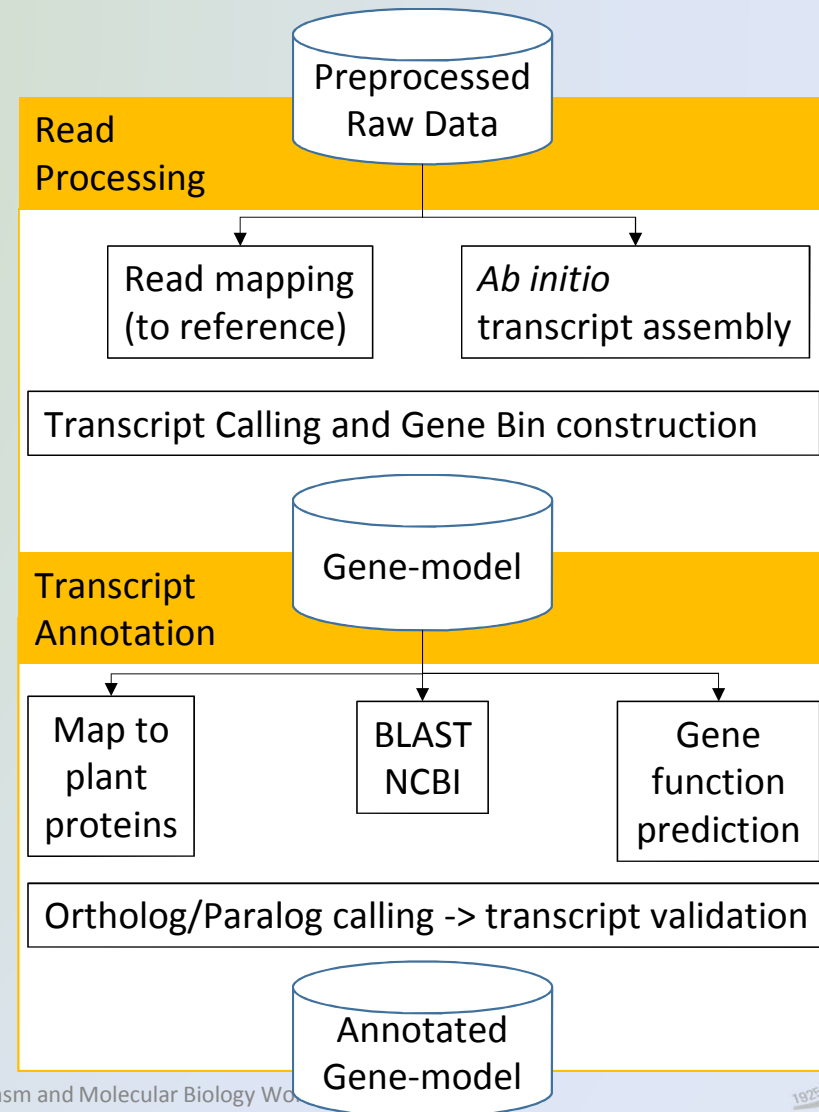 Preprocessed
Raw Data
Read
Processing
Read mapping
(to reference)
Ab initio
transcript assembly
Transcript Calling and Gene Bin construction
Gene-model
Transcript
Annotation
Map to
plant
proteins
BLAST
NCBI
Gene
function
prediction
Ortholog/Paralog calling -> transcript validation
Annotated
Gene-model
and Molecular Biology
1925